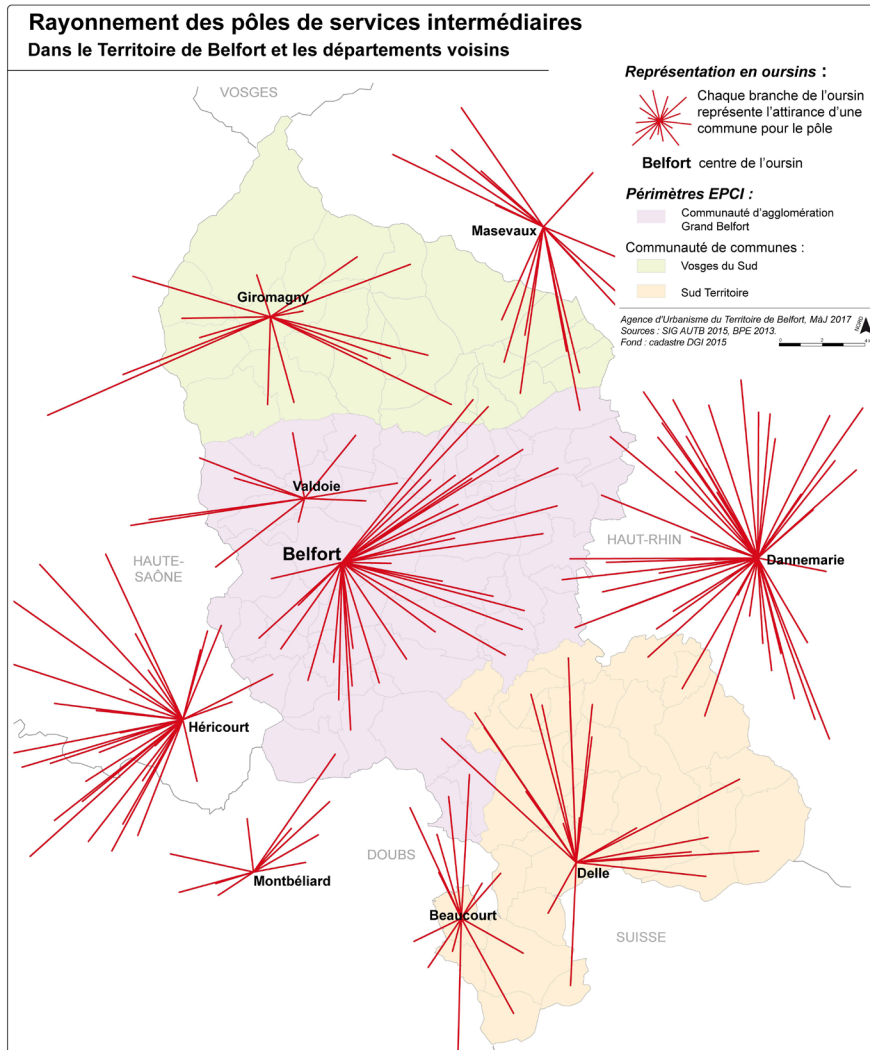 Rayonnement des pôles de services intermédiaires
Dans le Territoire de Belfort et les départements voisins
Représentation en oursins :
Chaque branche de l'oursin
représente l'attirance d'une
commune pour le pôle
Belfort centre de l'oursin
Périmètres EPCI :
Communauté d'agglomération
Grand Belfort
Communauté de communes :
Vosges du Sud
Sud Territoire
Agence d'Urbanisme du Territoire de Belfort, MàJ 2017
Sources : SIG AUTB 2015, BPE 2013.
Fond : cadastre DGI 2015
NORD
0 2
VOSGES
Masevaux
Giromagny
Valdoie
Belfort
HAUTE-
SAÔNE
HAUT-RHIN
Dannemarie
Héricourt
DOUBS
Montbéliard
Delle
Beaucourt
SUISSE